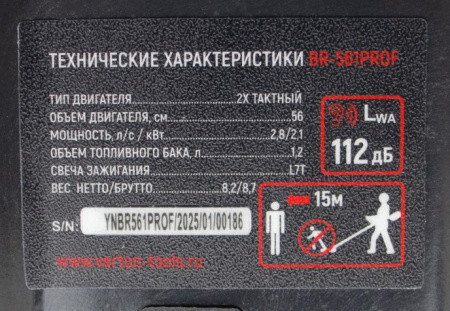 ТЕХНИЧЕСКИЕ ХАРАКТЕРИСТИКИ BR-561PROF
ТИП ДВИГАТЕЛЯ 2X ТАКТНЫЙ
ОБЪЕМ ДВИГАТЕЛЯ, см 56
МОЩНОСТЬ, л/с / кВт 2,8/2,1
ОБЪЕМ ТОПЛИВНОГО БАКА, л 1,2
СВЕЧА ЗАЖИГАНИЯ L7T
ВЕС НЕТТО/БРУТТО 8,2/8,7
S/N: YNBR561PROF/2025/01/00186
www.verton-tools.ru
LWA
112 дБ
15м